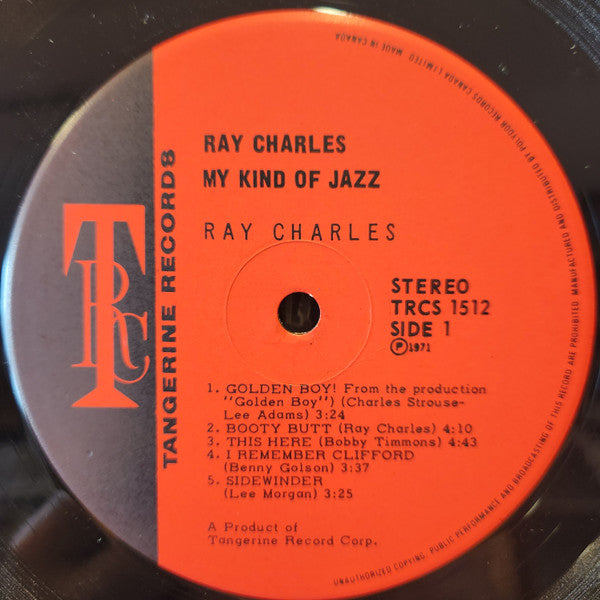 RAY CHARLES
MY KIND OF JAZZ
RAY CHARLES
TRC
TANGERINE RECORDS
STEREO
TRCS 1512
SIDE 1
Ⓟ1971
1. GOLDEN BOY! From the production
"Golden Boy") (Charles Strouse-
Lee Adams) 3:24
2. BOOTY BUTT (Ray Charles) 4:10
3. THIS HERE (Bobby Timmons) 4:43
4. I REMEMBER CLIFFORD
(Benny Golson) 3:37
5. SIDEWINDER
(Lee Morgan) 3:25
A Product of
Tangerine Record Corp.
UNAUTHORIZED COPYING, PUBLIC PERFORMANCE AND BROADCASTING OF THIS RECORD ARE PROHIBITED. MANUFACTURED AND DISTRIBUTED BY POLYDOR RECORDS CANADA LIMITED. MADE IN CANADA